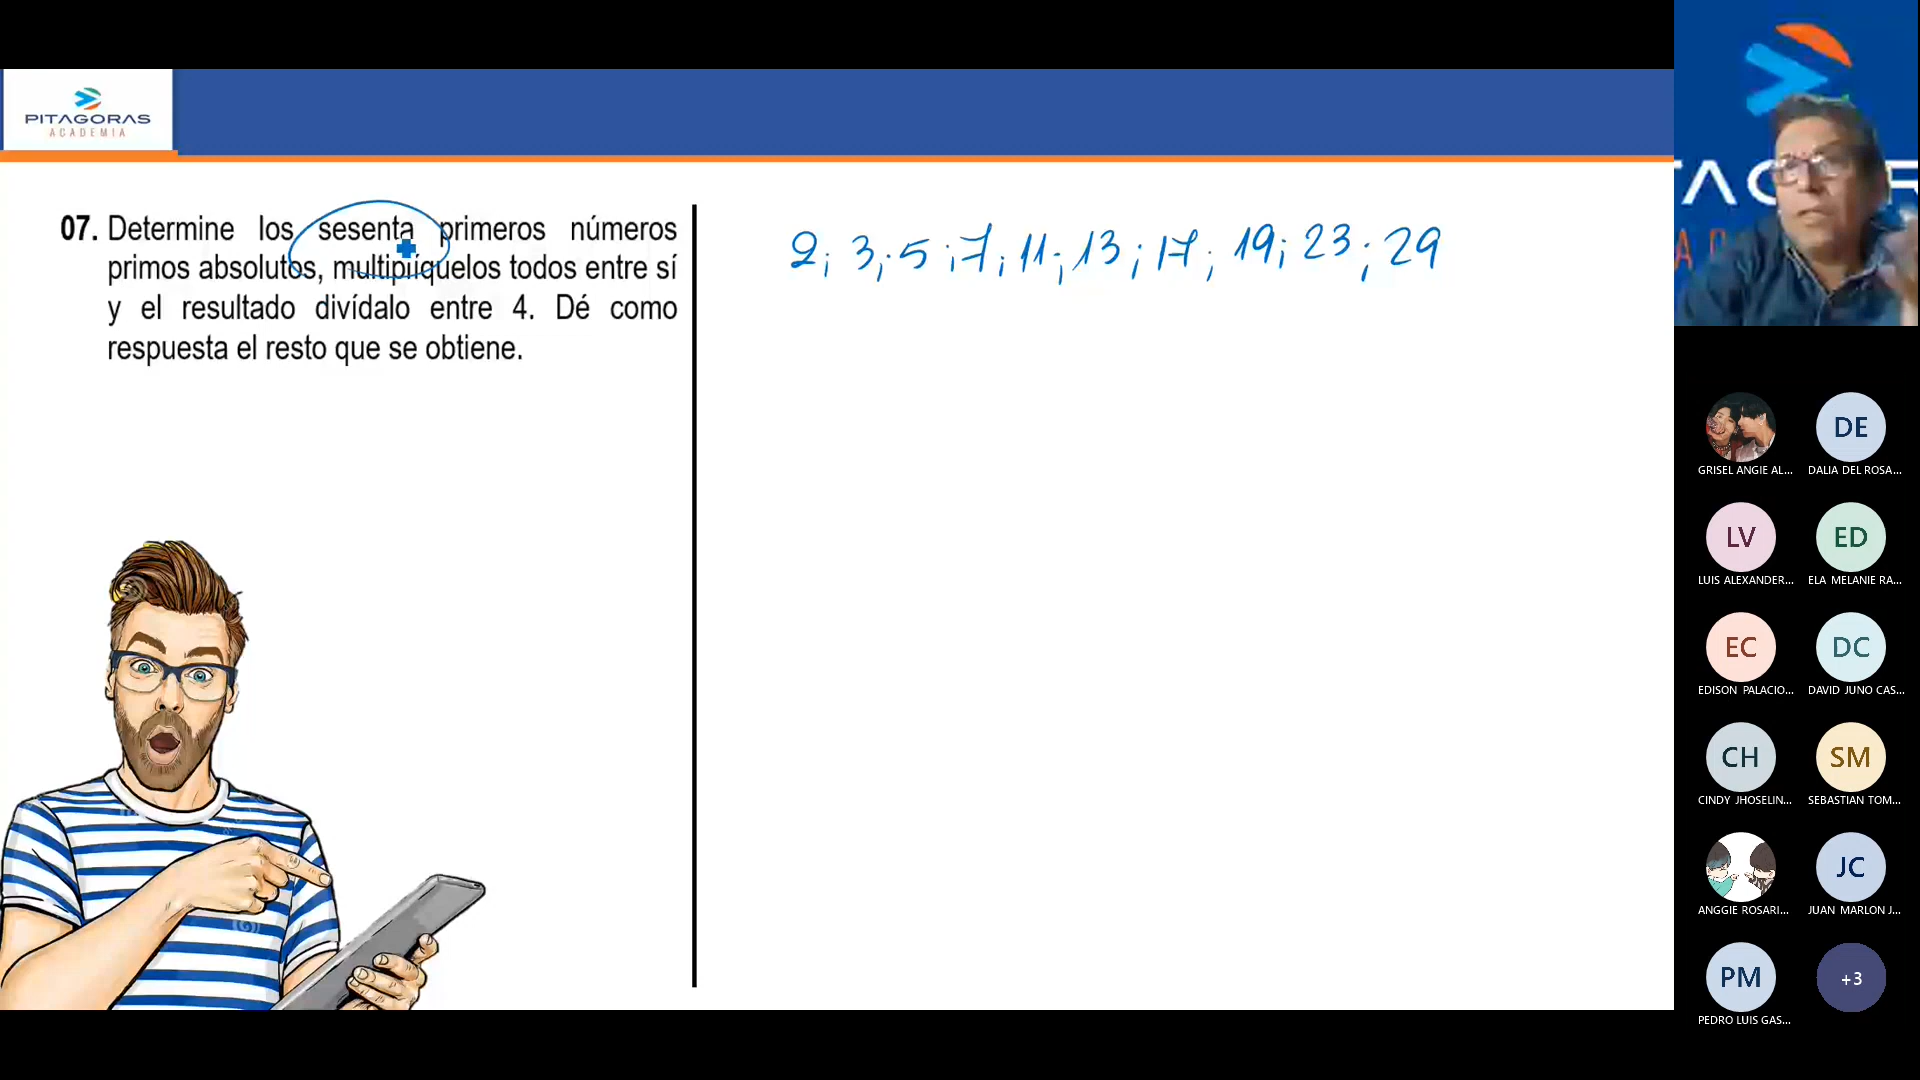 PITAGORAS
ACADEMIA
07. Determine los sesenta primeros números
primos absolutos, multiplíquelos todos entre sí
y el resultado divídalo entre 4. Dé como
respuesta el resto que se obtiene.
2; 3; 5; 7; 11; 13; 17; 19; 23; 29
GRISEL ANGIE AL...
DE
DALIA DEL ROSA...
LV
LUIS ALEXANDER...
ED
ELA MELANIE RA...
EC
EDISON PALACIO...
DC
DAVID JUNO CAS...
CH
CINDY JHOSELIN...
SM
SEBASTIAN TOM...
ANGGIE ROSARI...
JC
JUAN MARLON J...
PM
PEDRO LUIS GAS...
+3